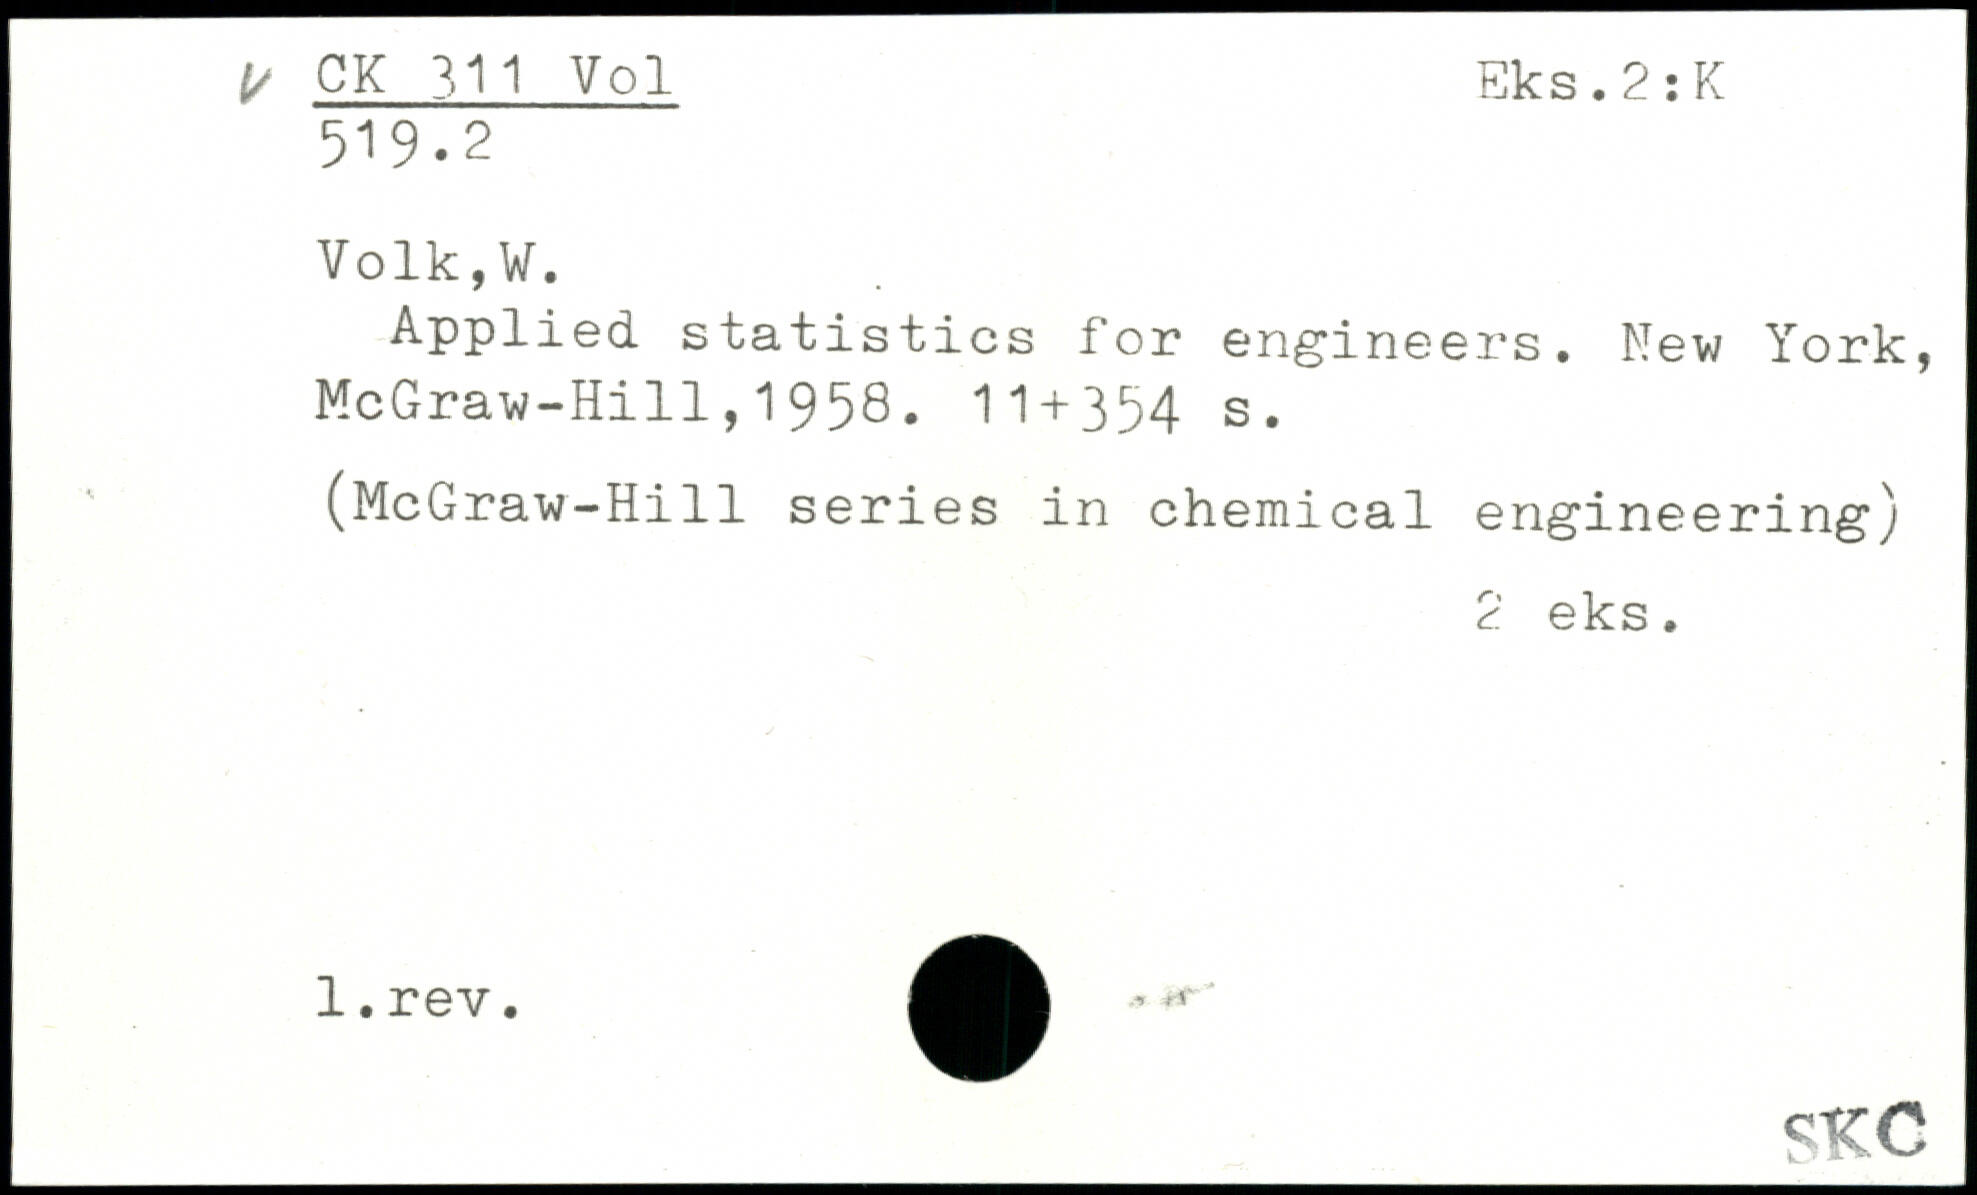 V CK 311 Vol Eks.2:K
519.2
Volk,W.
Applied statistics for engineers. New York,
McGraw-Hill,1958. 11+354 s.
(McGraw-Hill series in chemical engineering)
2 eks.
1.rev.
SKC